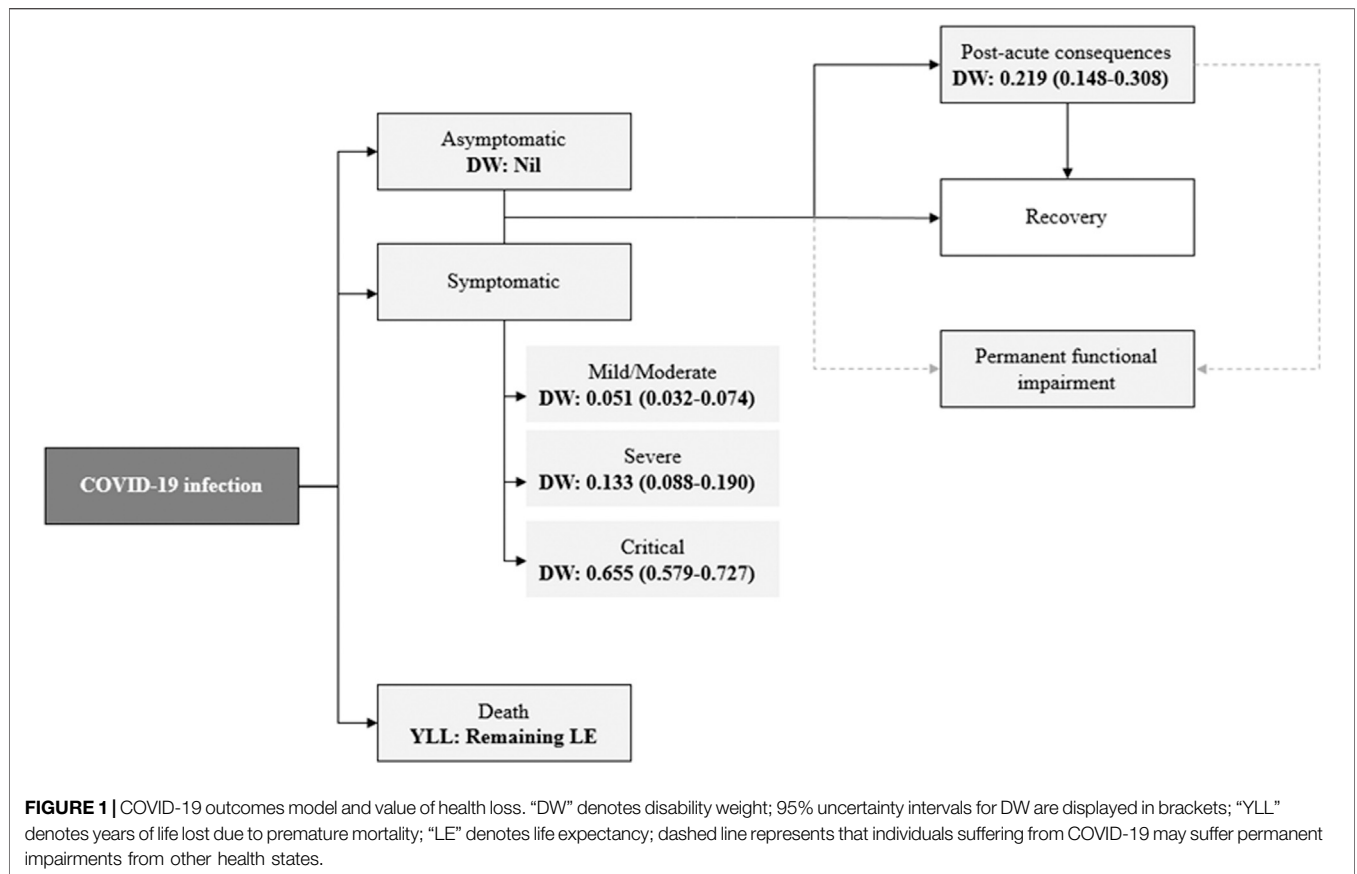 Post-acute consequences
DW: 0.219 (0.148-0.308)
Asymptomatic
DW: Nil
Recovery
Symptomatic
Mild/Moderate
DW: 0.051 (0.032-0.074)
Permanent functional
impairment
Severe
DW: 0.133 (0.088-0.190)
COVID-19 infection
Critical
DW: 0.655 (0.579-0.727)
Death
YLL: Remaining LE
FIGURE 1 | COVID-19 outcomes model and value of health loss. “DW” denotes disability weight; 95% uncertainty intervals for DW are displayed in brackets; “YLL”
denotes years of life lost due to premature mortality; “LE” denotes life expectancy; dashed line represents that individuals suffering from COVID-19 may suffer permanent
impairments from other health states.